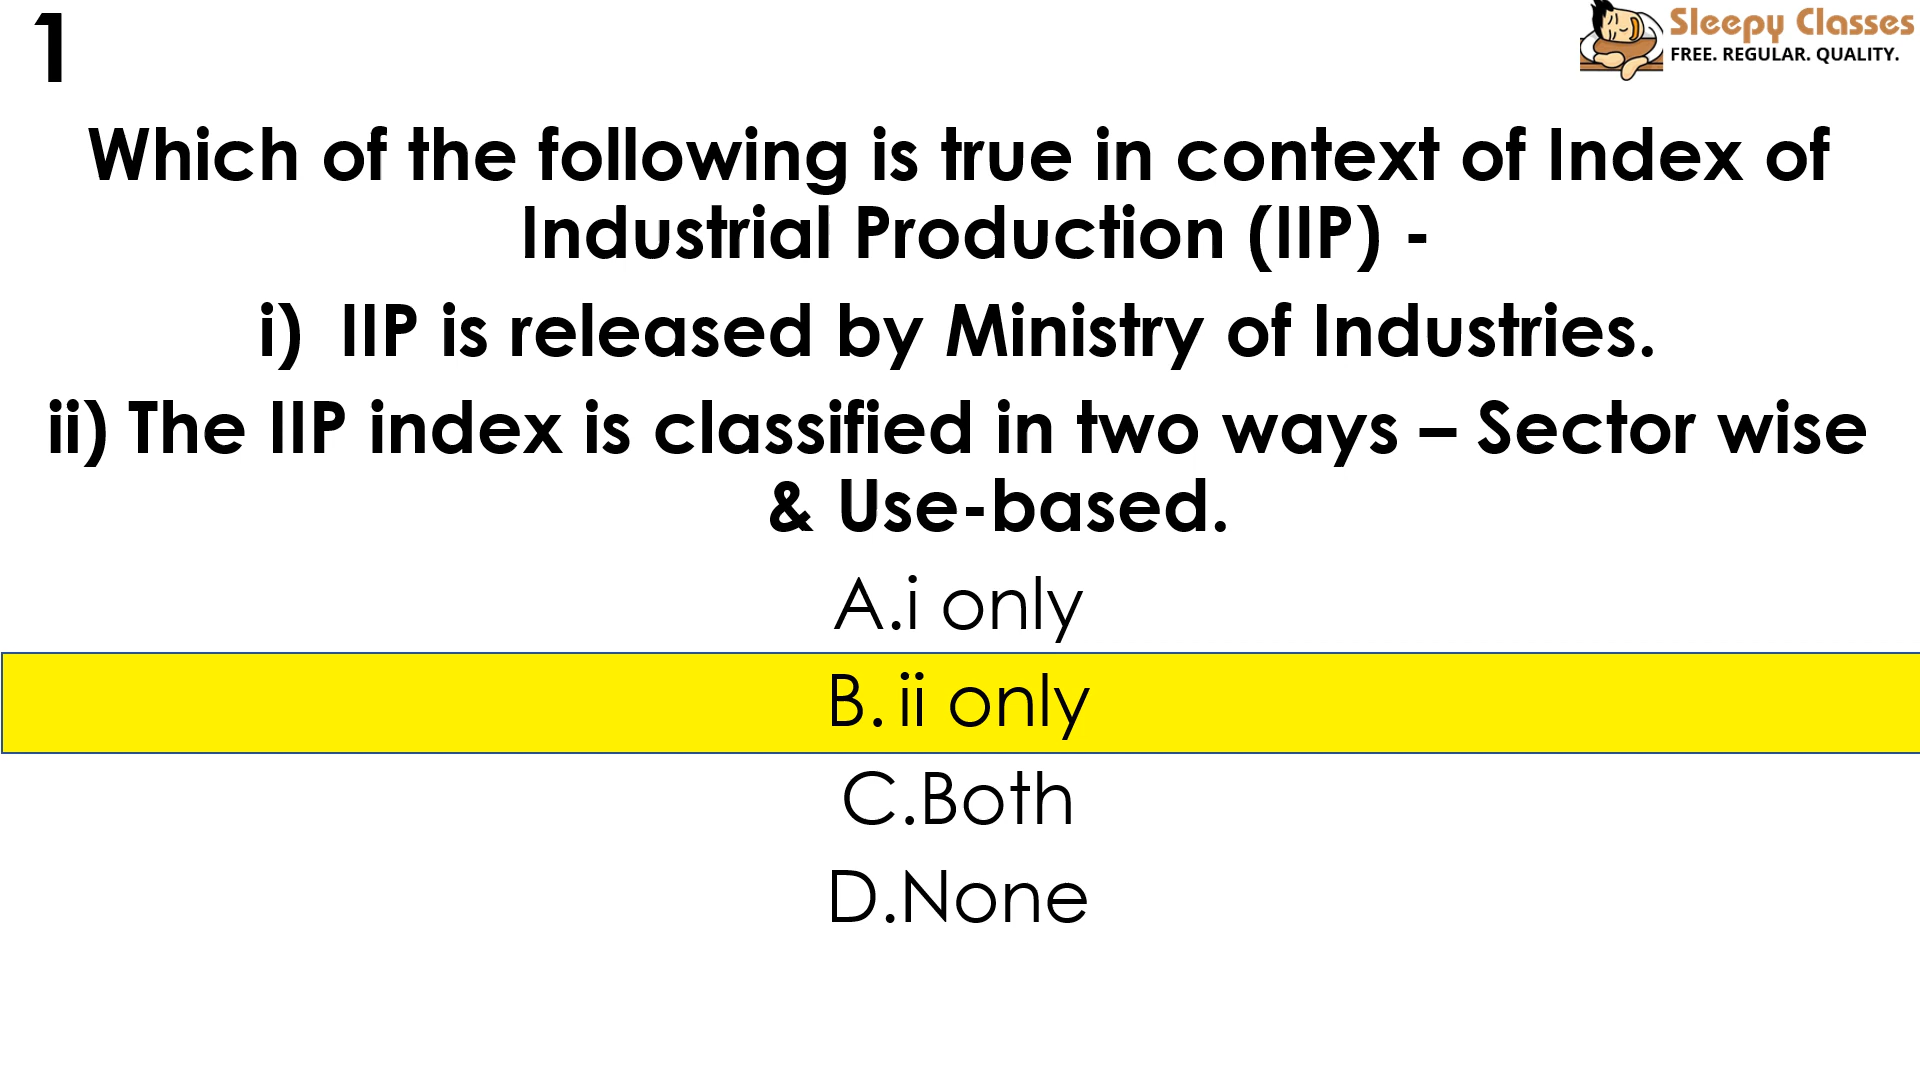 1
Sleepy Classes
FREE. REGULAR. QUALITY.
Which of the following is true in context of Index of
Industrial Production (IIP) -
i) IIP is released by Ministry of Industries.
ii) The IIP index is classified in two ways – Sector wise
& Use-based.
A.i only
B. ii only
C.Both
D.None